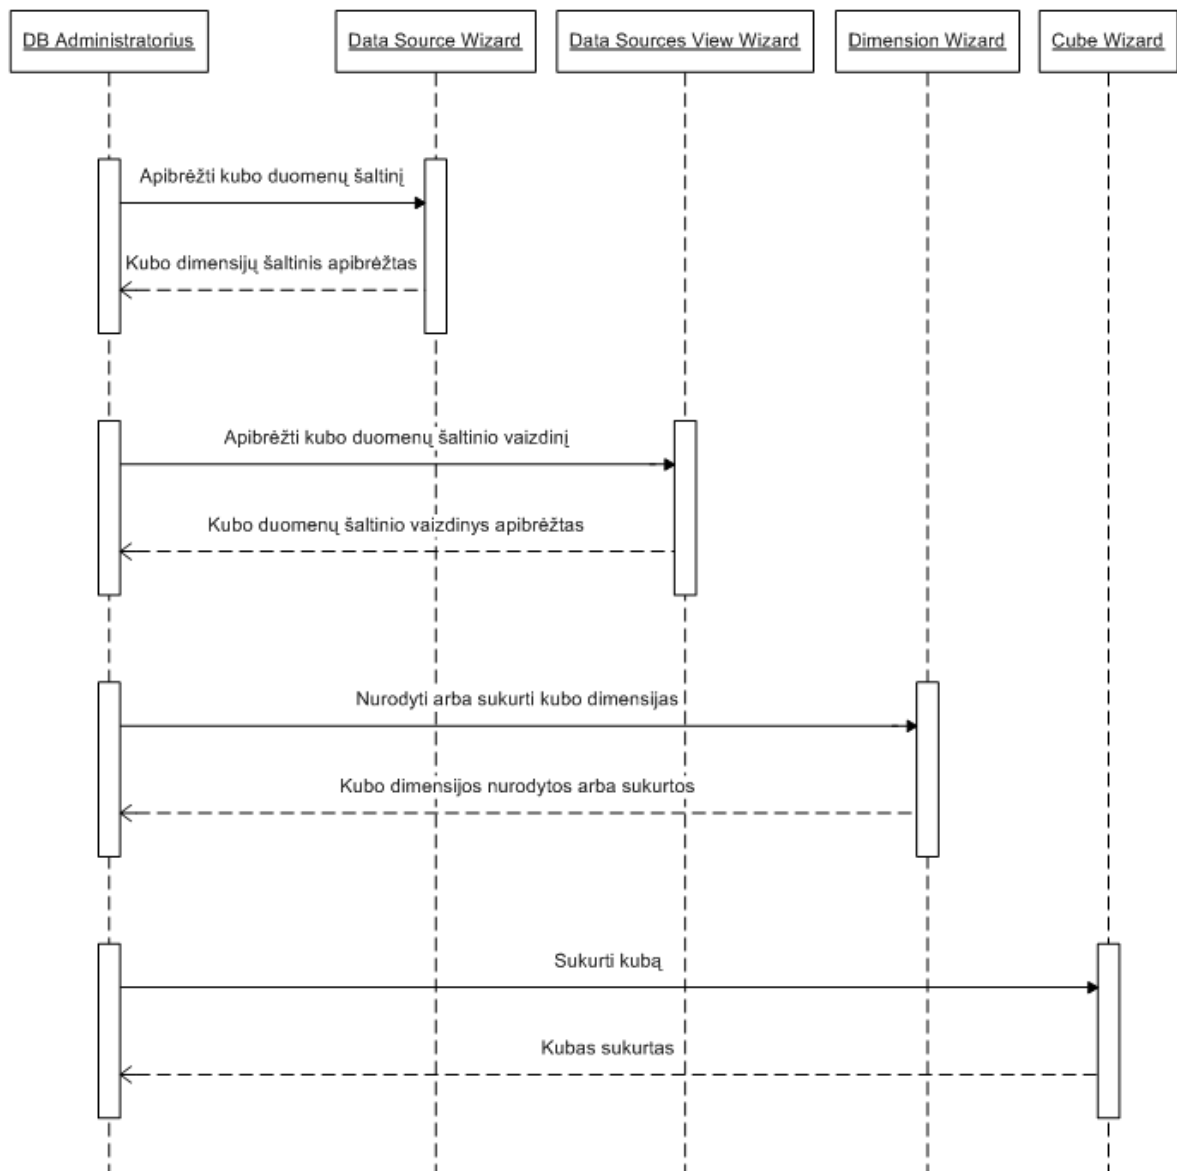 DB Administratorius
Data Source Wizard
Data Sources View Wizard
Dimension Wizard
Cube Wizard
Apibrėžti kubo duomenų šaltinį
Kubo dimensijų šaltinis apibrėžtas
Apibrėžti kubo duomenų šaltinio vaizdinį
Kubo duomenų šaltinio vaizdinys apibrėžtas
Nurodyti arba sukurti kubo dimensijas
Kubo dimensijos nurodytos arba sukurtos
Sukurti kubą
Kubas sukurtas